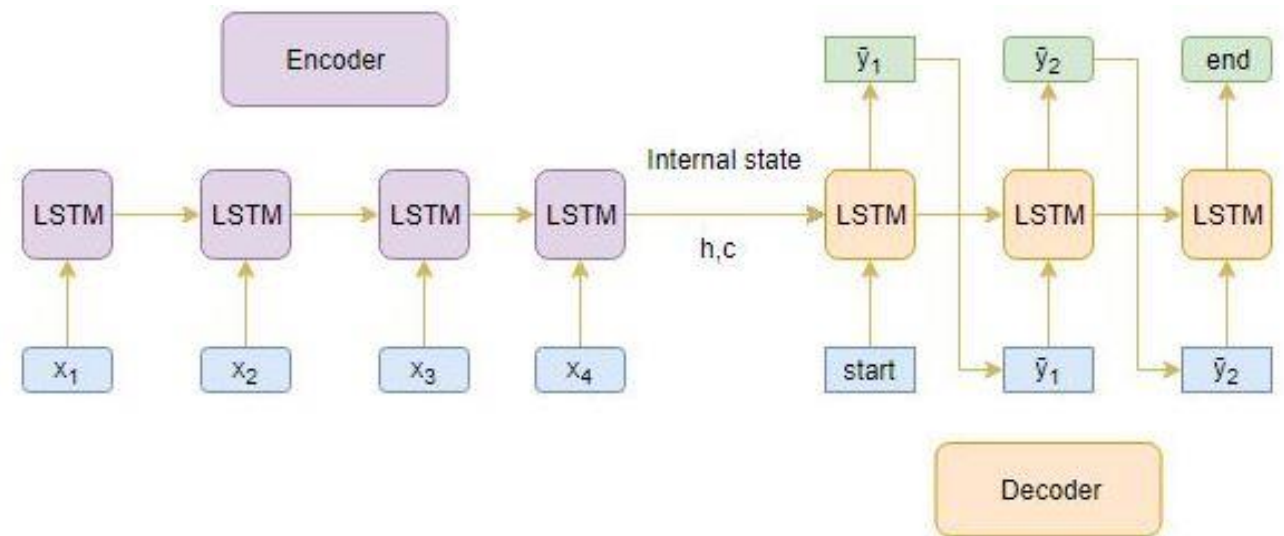 Encoder
ȳ₁ ȳ₂ end
Internal state
LSTM LSTM LSTM LSTM LSTM LSTM LSTM
h,c
x₁ x₂ x₃ x₄ start ȳ₁ ȳ₂
Decoder